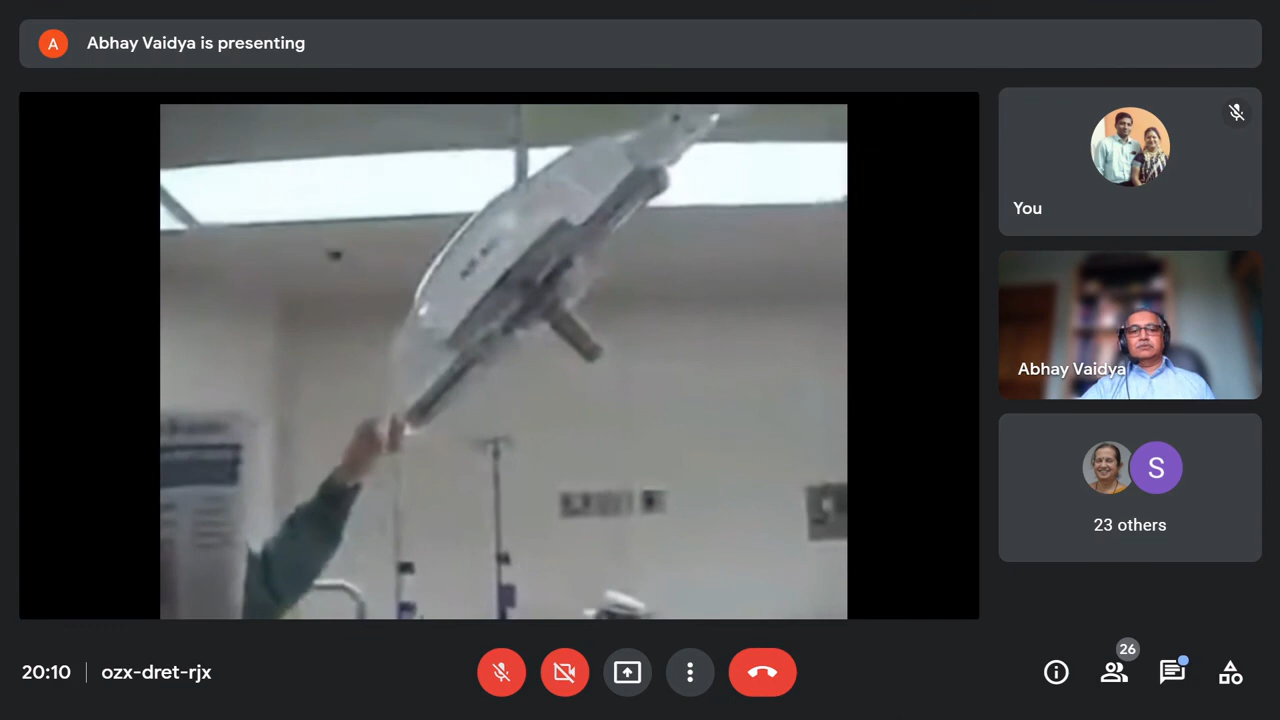 A
Abhay Vaidya is presenting
You
Abhay Vaidya
S
23 others
20:10
ozx-dret-rjx
26